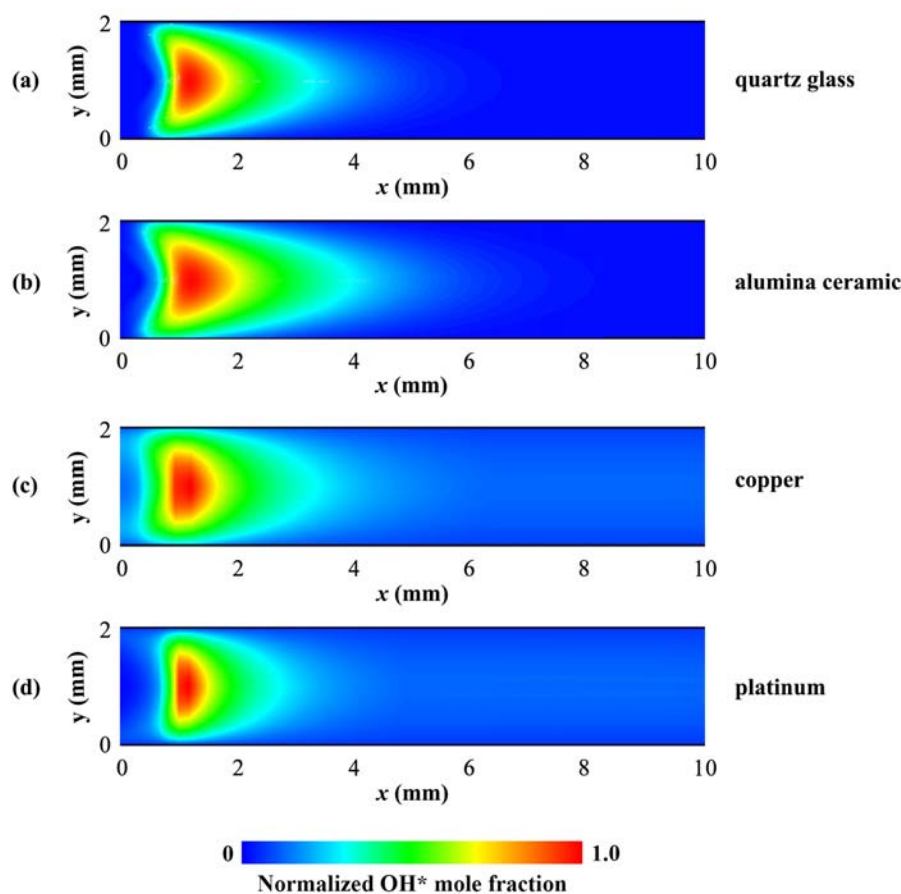 (a)
y (mm)
2
0
0 2 4 6 8 10
x (mm)
quartz glass
(b)
y (mm)
2
0
0 2 4 6 8 10
x (mm)
alumina ceramic
(c)
y (mm)
2
0
0 2 4 6 8 10
x (mm)
copper
(d)
y (mm)
2
0
0 2 4 6 8 10
x (mm)
platinum
0 1.0
Normalized OH* mole fraction